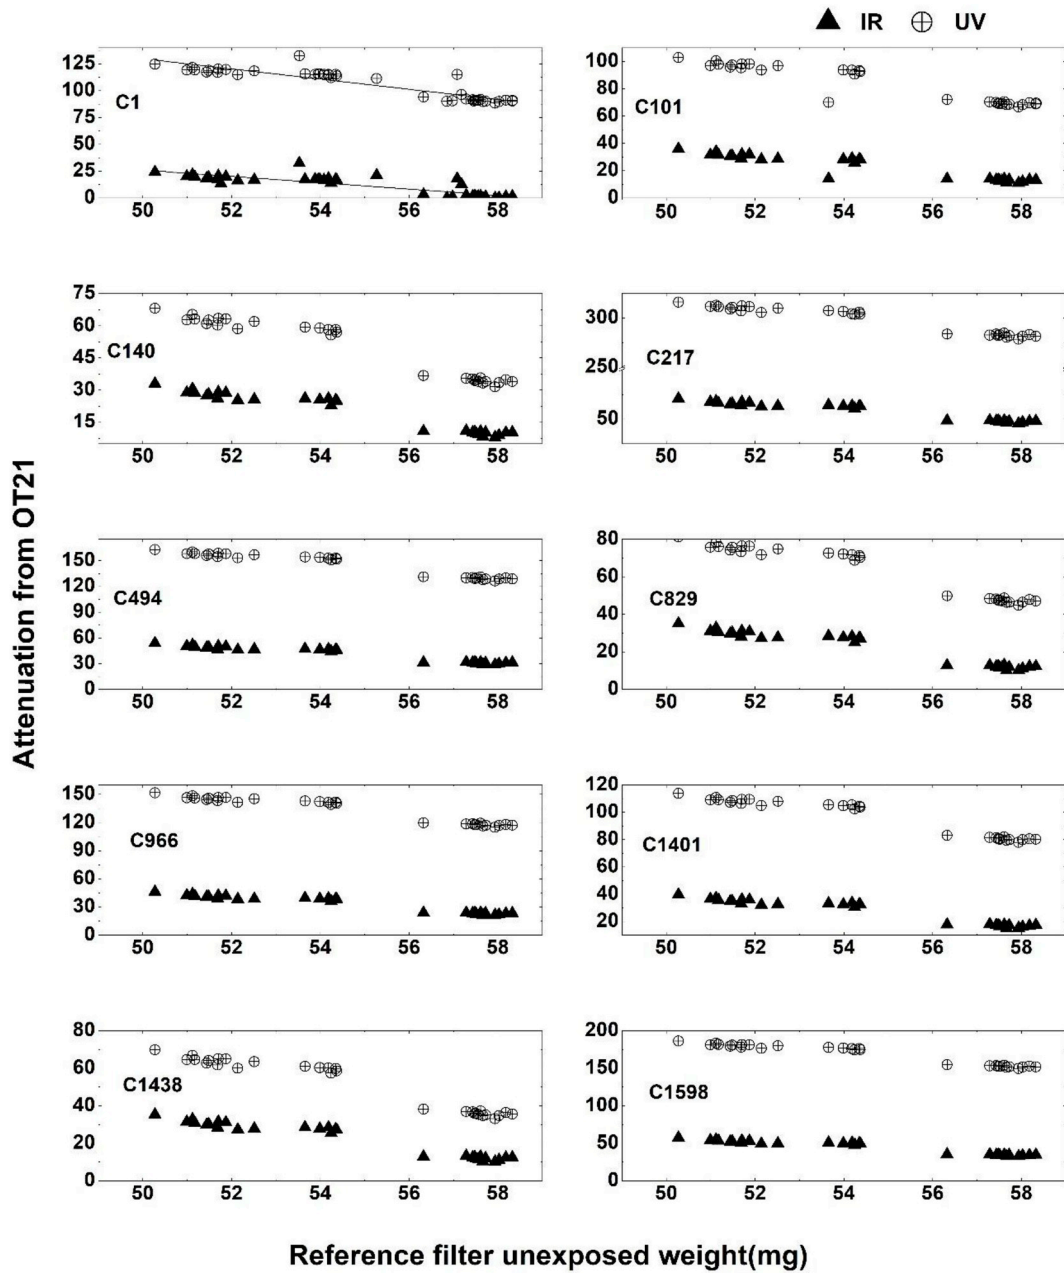 IR UV
125
100
75
50
25
0
C1
50 52 54 56 58
100
80
60
40
20
0
C101
50 52 54 56 58
75
60
45
30
15
C140
50 52 54 56 58
300
250
50
C217
50 52 54 56 58
150
120
90
60
30
0
C494
50 52 54 56 58
80
60
40
20
0
C829
50 52 54 56 58
150
120
90
60
30
0
C966
50 52 54 56 58
120
100
80
60
40
20
C1401
50 52 54 56 58
80
60
40
20
0
C1438
50 52 54 56 58
200
150
100
50
0
C1598
50 52 54 56 58
Attenuation from OT21
Reference filter unexposed weight(mg)